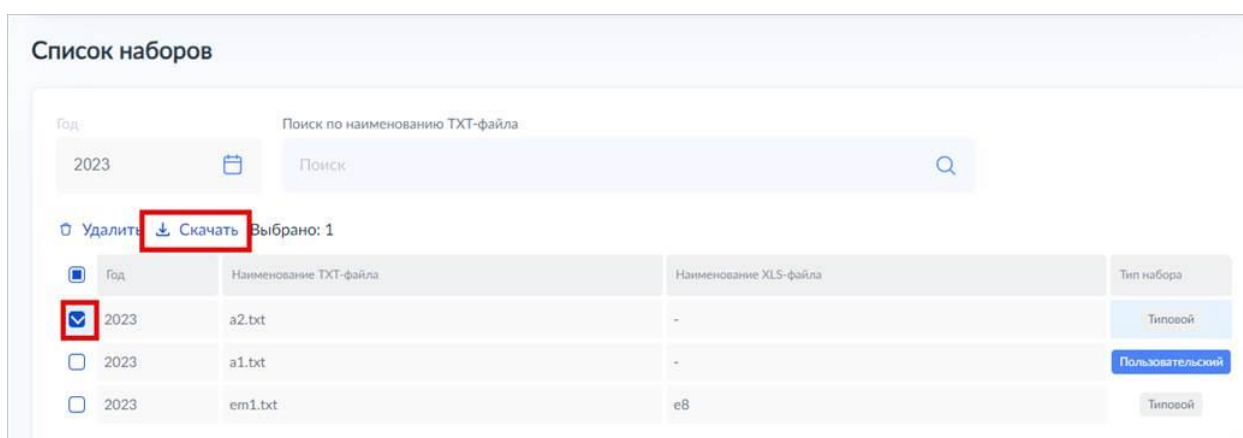 Список наборов
Год Поиск по наименованию TXT-файла
2023 Поиск
Удалить Скачать Выбрано: 1
Год Наименование TXT-файла Наименование XLS-файла Тип набора
2023 a2.txt - Типовой
2023 a1.txt - Пользовательский
2023 em1.txt e8 Типовой